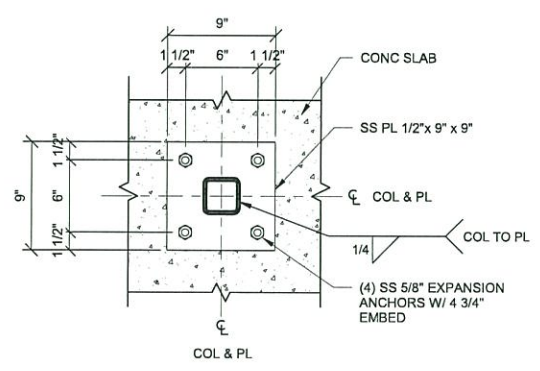 9"
1 1/2" 6" 1 1/2"
CONC SLAB
SS PL 1/2"x 9" x 9"
9"
1 1/2"
6"
1 1/2"
℄ COL & PL
COL TO PL
1/4
(4) SS 5/8" EXPANSION
ANCHORS W/ 4 3/4"
EMBED
℄
COL & PL